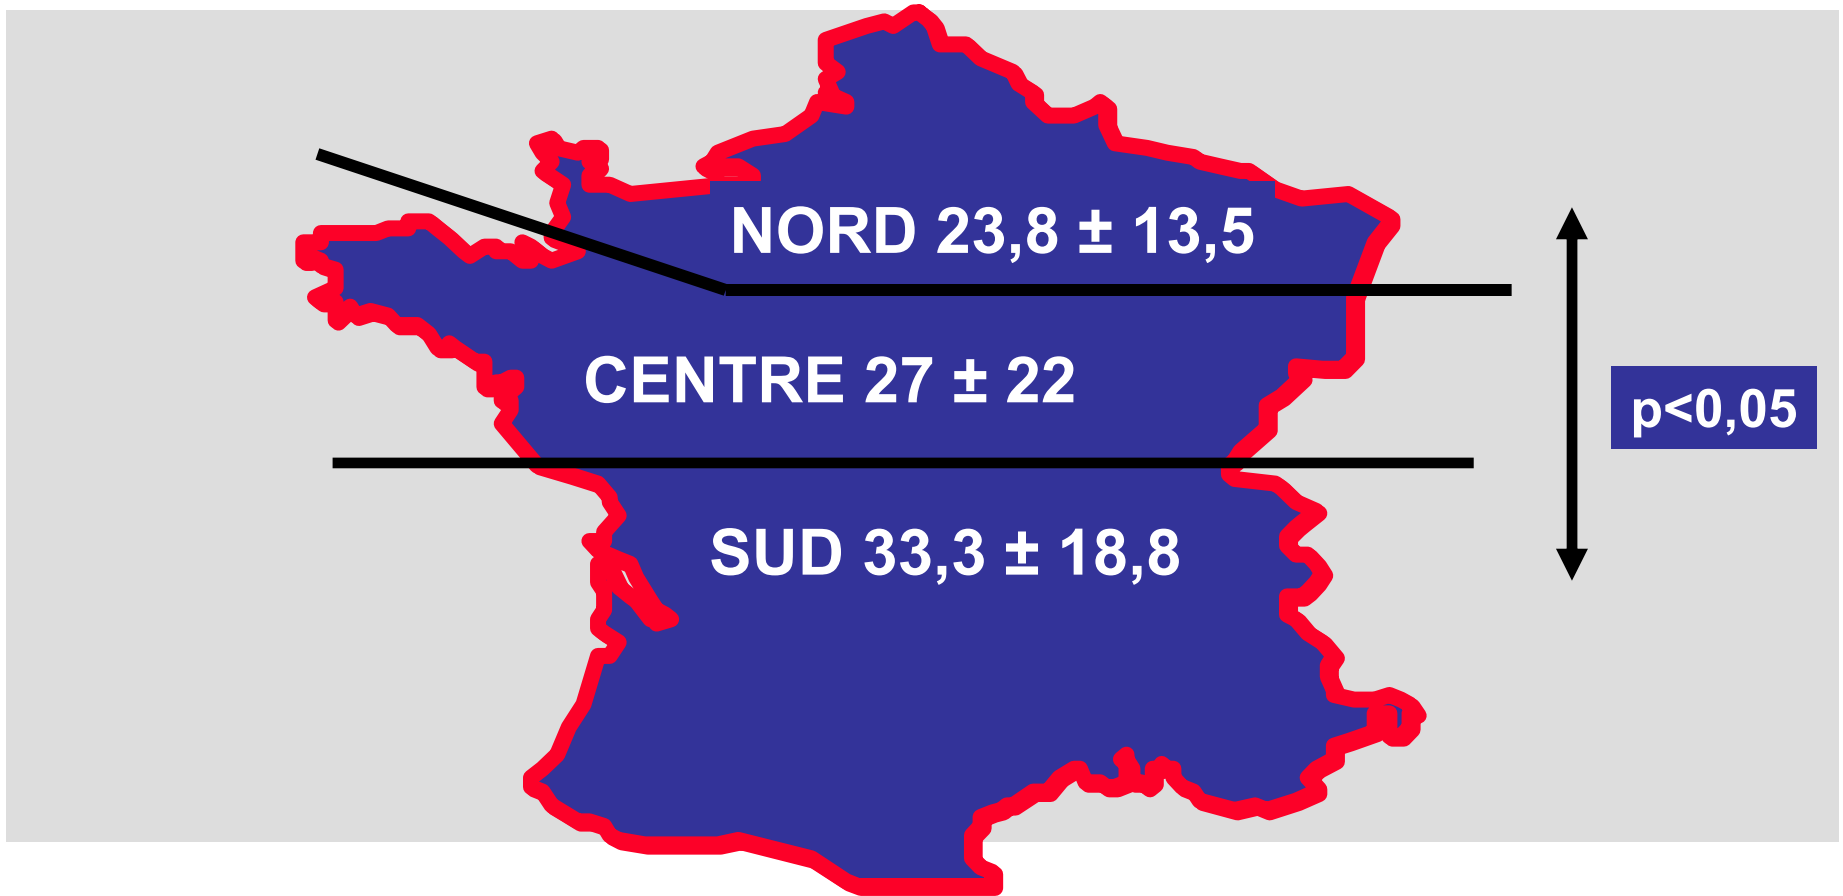 NORD 23,8 ± 13,5
CENTRE 27 ± 22
p<0,05
SUD 33,3 ± 18,8